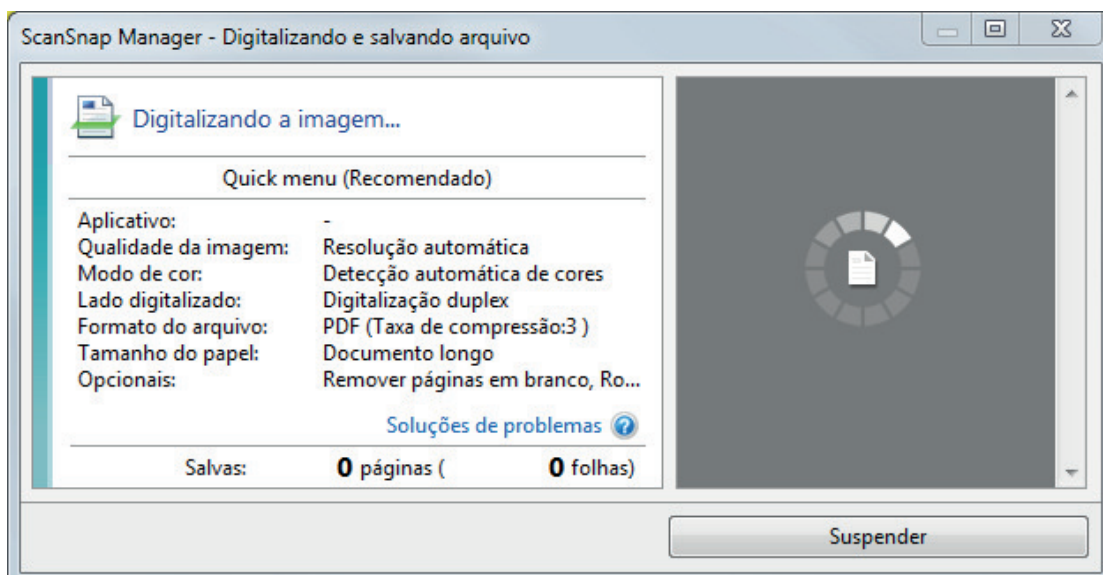 ScanSnap Manager - Digitalizando e salvando arquivo
Digitalizando a imagem...
Quick menu (Recomendado)
Aplicativo: -
Qualidade da imagem: Resolução automática
Modo de cor: Detecção automática de cores
Lado digitalizado: Digitalização duplex
Formato do arquivo: PDF (Taxa de compressão:3 )
Tamanho do papel: Documento longo
Opcionais: Remover páginas em branco, Ro...
Soluções de problemas
Salvas: 0 páginas ( 0 folhas)
Suspender